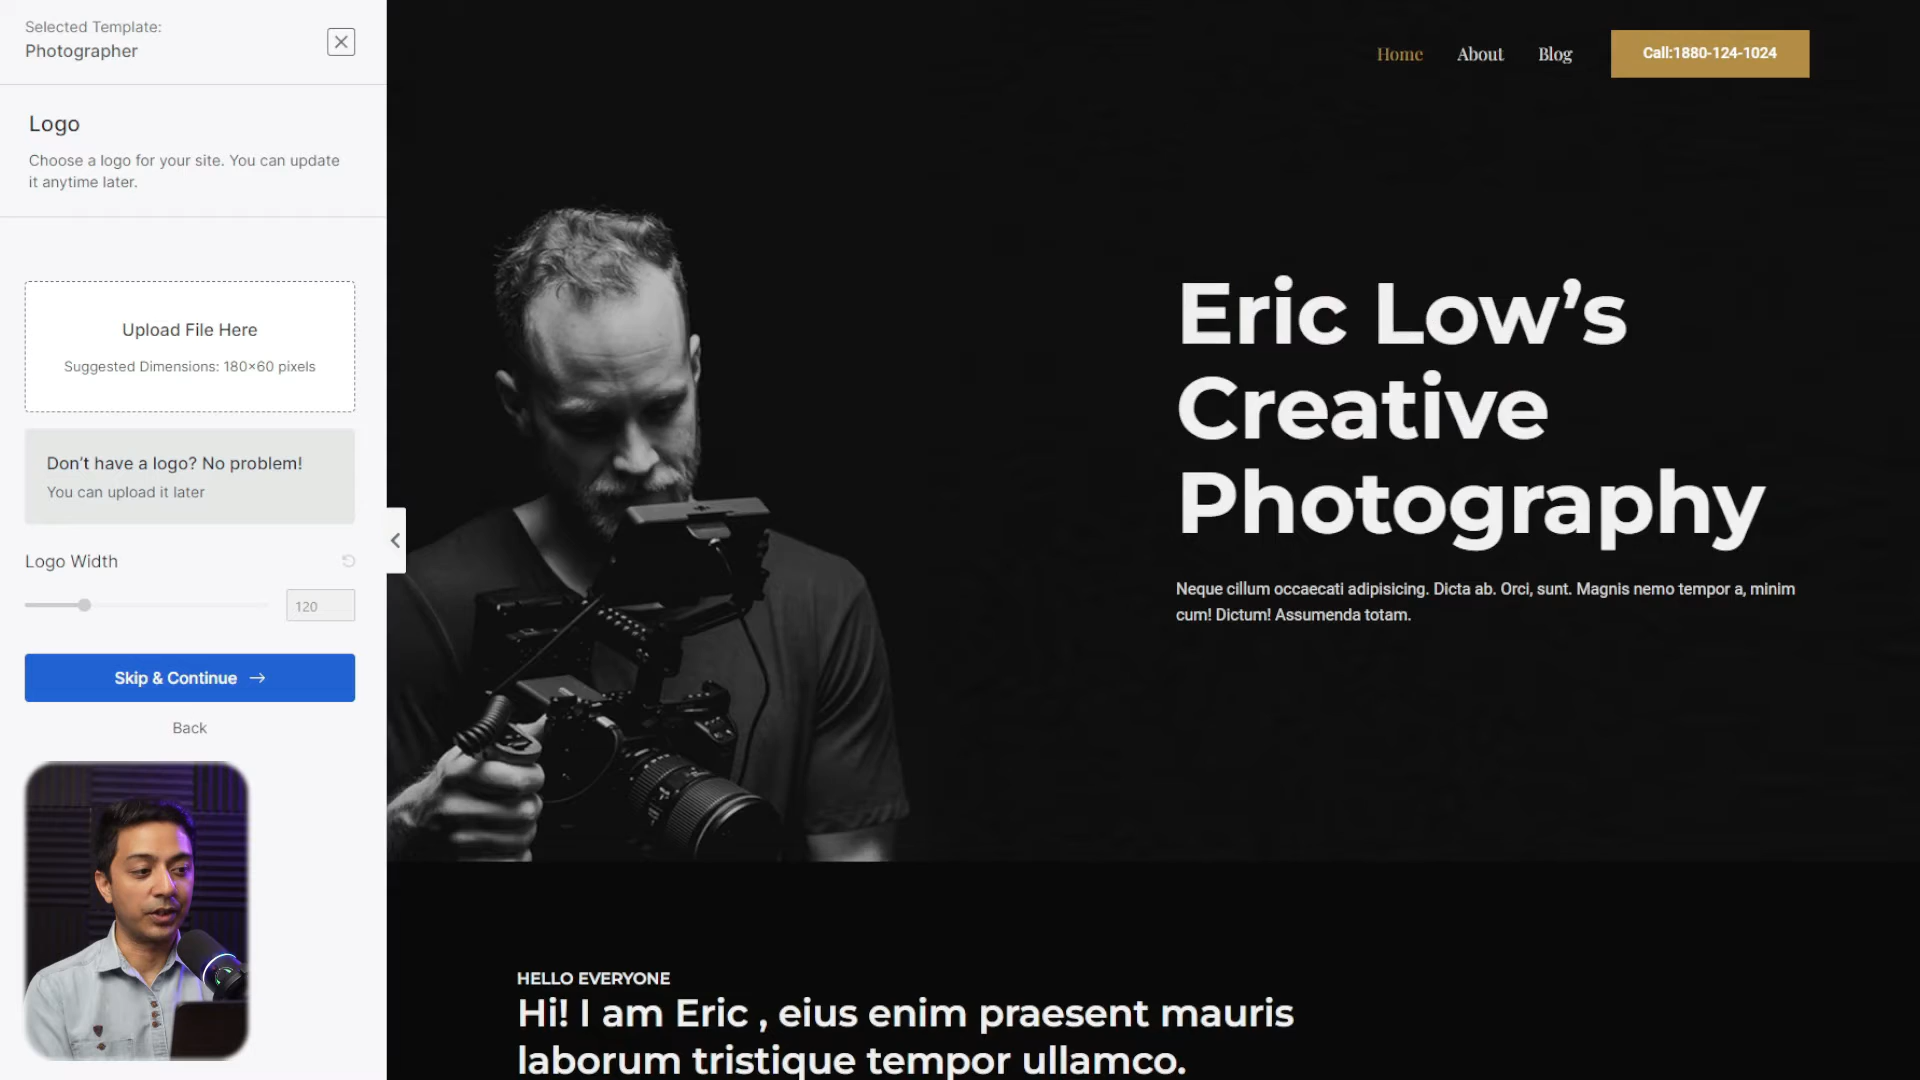 Selected Template:
Photographer
Logo
Choose a logo for your site. You can update
it anytime later.
Upload File Here
Suggested Dimensions: 180×60 pixels
Don't have a logo? No problem!
You can upload it later
Logo Width
120
Skip & Continue →
Back
Home About Blog Call:1880-124-1024
Eric Low’s
Creative
Photography
Neque cillum occaecati adipisicing. Dicta ab. Orci, sunt. Magnis nemo tempor a, minim
cum! Dictum! Assumenda totam.
HELLO EVERYONE
Hi! I am Eric , eius enim praesent mauris
laborum tristique tempor ullamco.